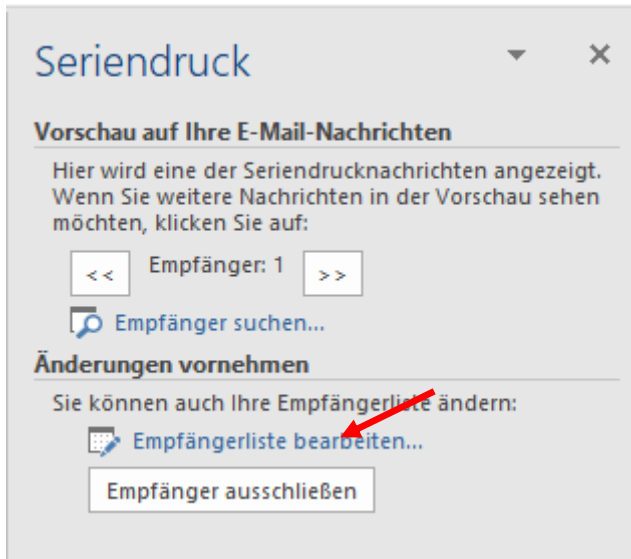 Seriendruck
Vorschau auf Ihre E-Mail-Nachrichten
Hier wird eine der Seriendrucknachrichten angezeigt.
Wenn Sie weitere Nachrichten in der Vorschau sehen
möchten, klicken Sie auf:
<< Empfänger: 1 >>
Empfänger suchen...
Änderungen vornehmen
Sie können auch Ihre Empfängerliste ändern:
Empfängerliste bearbeiten...
Empfänger ausschließen